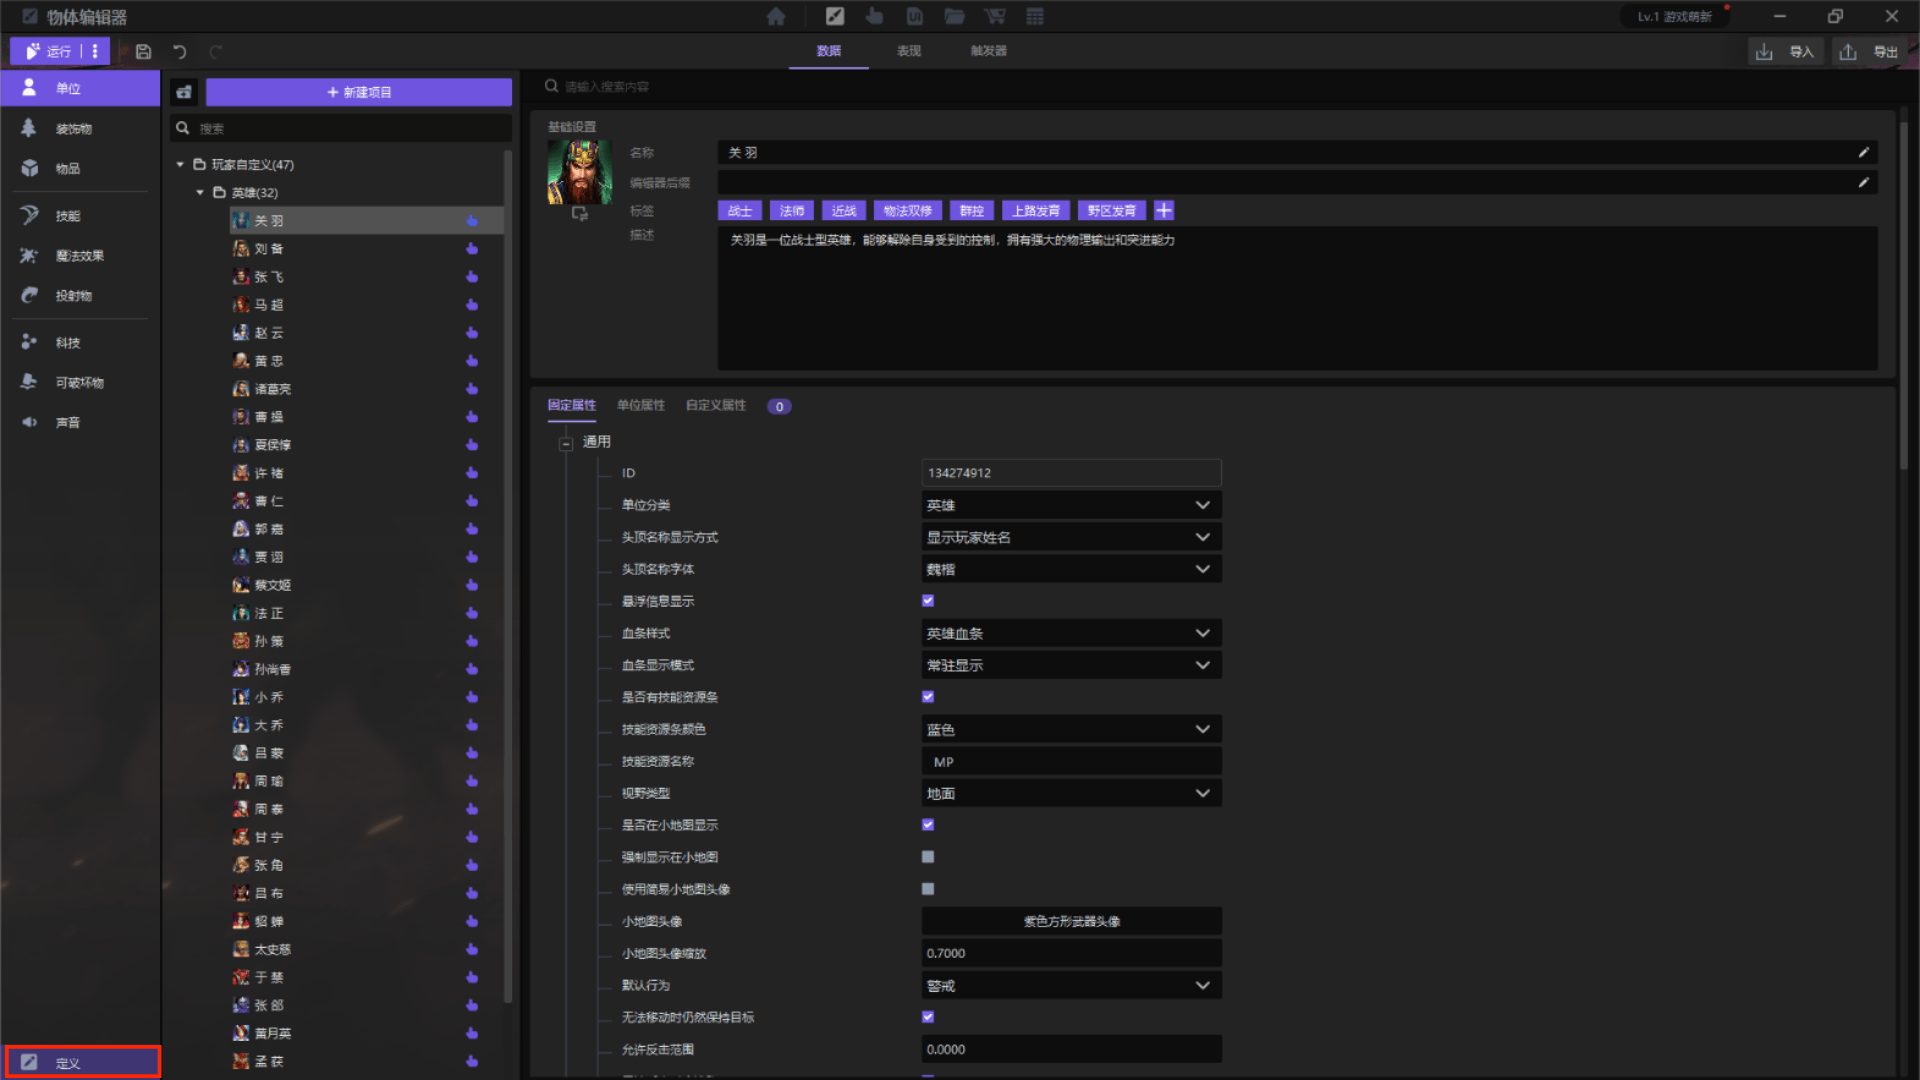 物体编辑器
Lv.1 游戏萌新
运行
数据
表现
触发器
导入
导出
单位
装饰物
物品
技能
魔法效果
投射物
科技
可破坏物
声音
定义
+ 新建项目
搜索
玩家自定义(47)
英雄(32)
关 羽
刘 备
张 飞
马 超
赵 云
黄 忠
诸葛亮
曹 操
夏侯惇
许 褚
曹 仁
郭 嘉
贾 诩
蔡文姬
法 正
孙 策
孙尚香
小 乔
大 乔
吕 蒙
周 瑜
周 泰
甘 宁
张 角
吕 布
貂 蝉
太史慈
于 禁
张 郃
黄月英
孟 获
请输入搜索内容
基础设置
名称
关 羽
编辑器后缀
标签
战士
法师
近战
物法双修
群控
上路发育
野区发育
描述
关羽是一位战士型英雄，能够解除自身受到的控制，拥有强大的物理输出和突进能力
固定属性
单位属性
自定义属性
0
通用
ID
134274912
单位分类
英雄
头顶名称显示方式
显示玩家姓名
头顶名称字体
魏楷
悬浮信息显示
血条样式
英雄血条
血条显示模式
常驻显示
是否有技能资源条
技能资源条颜色
蓝色
技能资源名称
MP
视野类型
地面
是否在小地图显示
强制显示在小地图
使用简易小地图头像
小地图头像
紫色方形武器头像
小地图头像缩放
0.7000
默认行为
警戒
无法移动时仍然保持目标
允许反击范围
0.0000